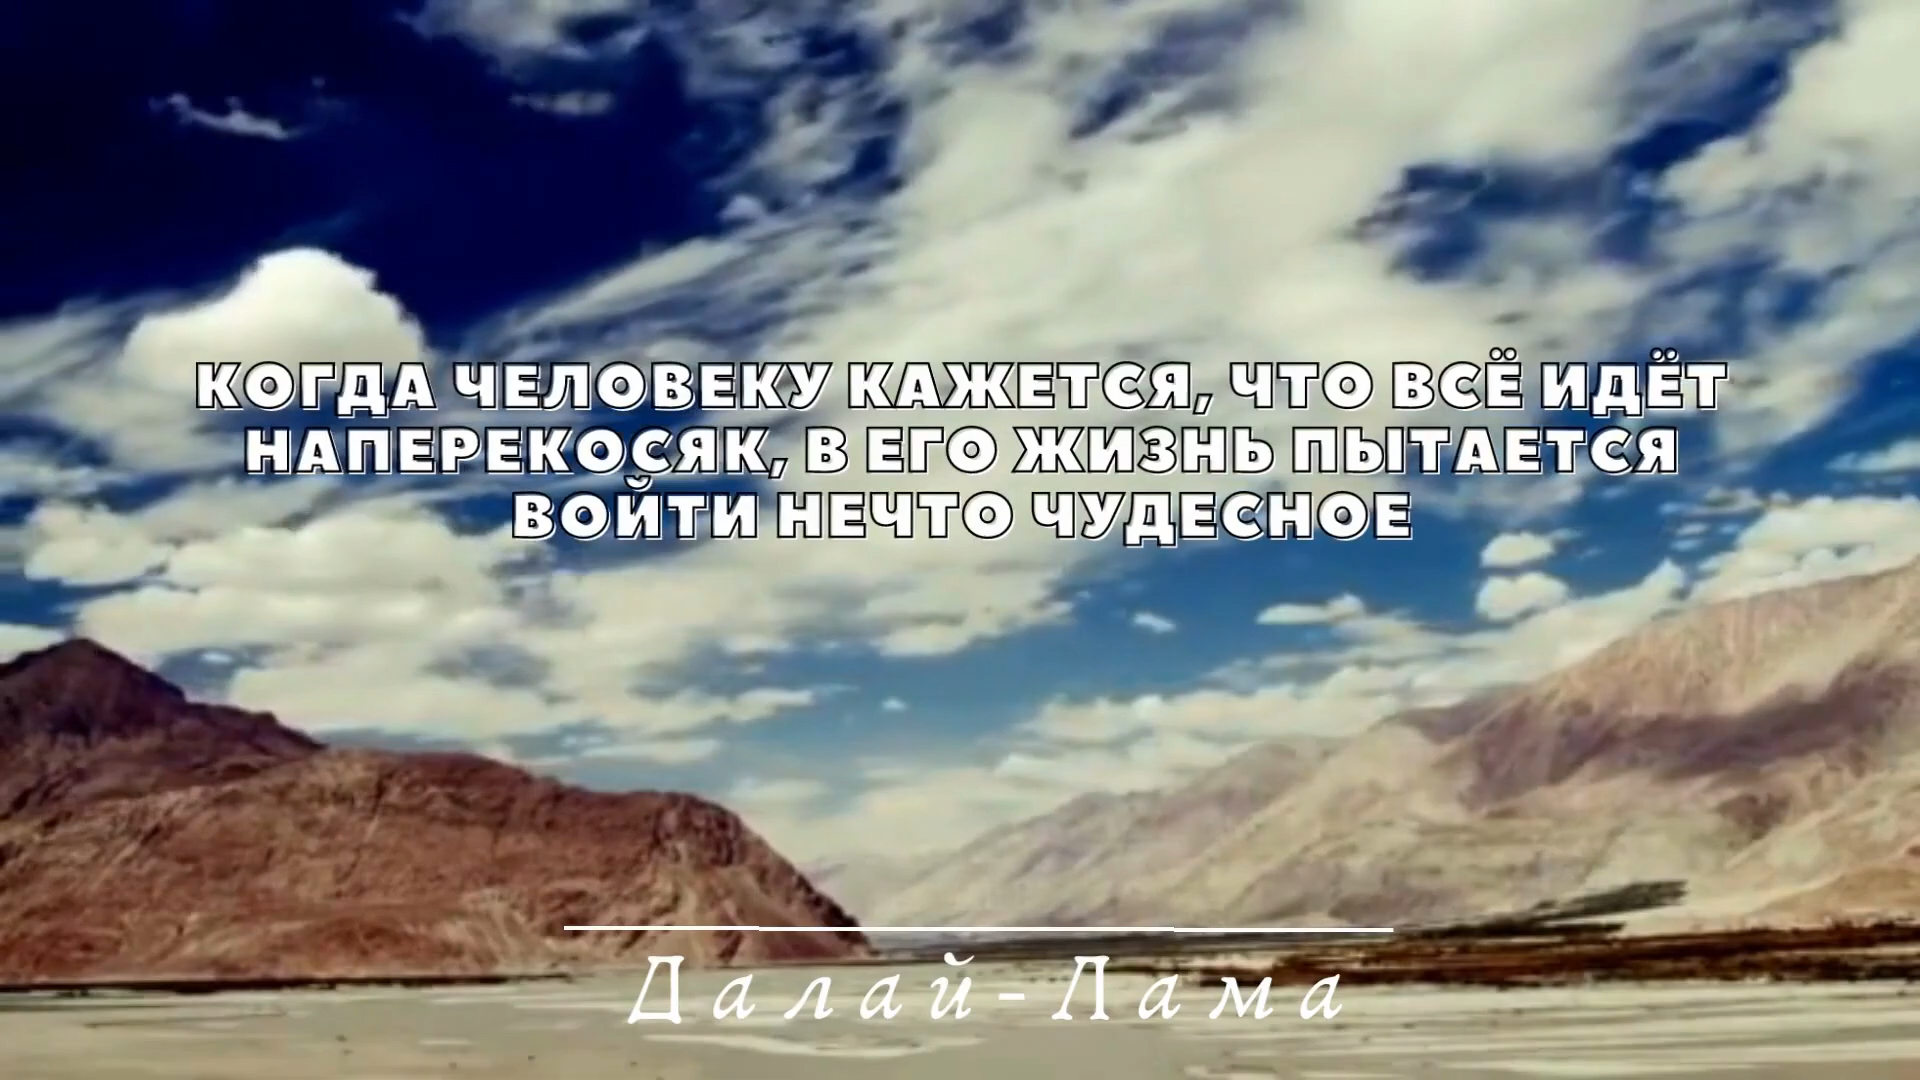 КОГДА ЧЕЛОВЕКУ КАЖЕТСЯ, ЧТО ВСЁ ИДЁТ
НАПЕРЕКОСЯК, В ЕГО ЖИЗНЬ ПЫТАЕТСЯ
ВОЙТИ НЕЧТО ЧУДЕСНОЕ
Далай-Лама